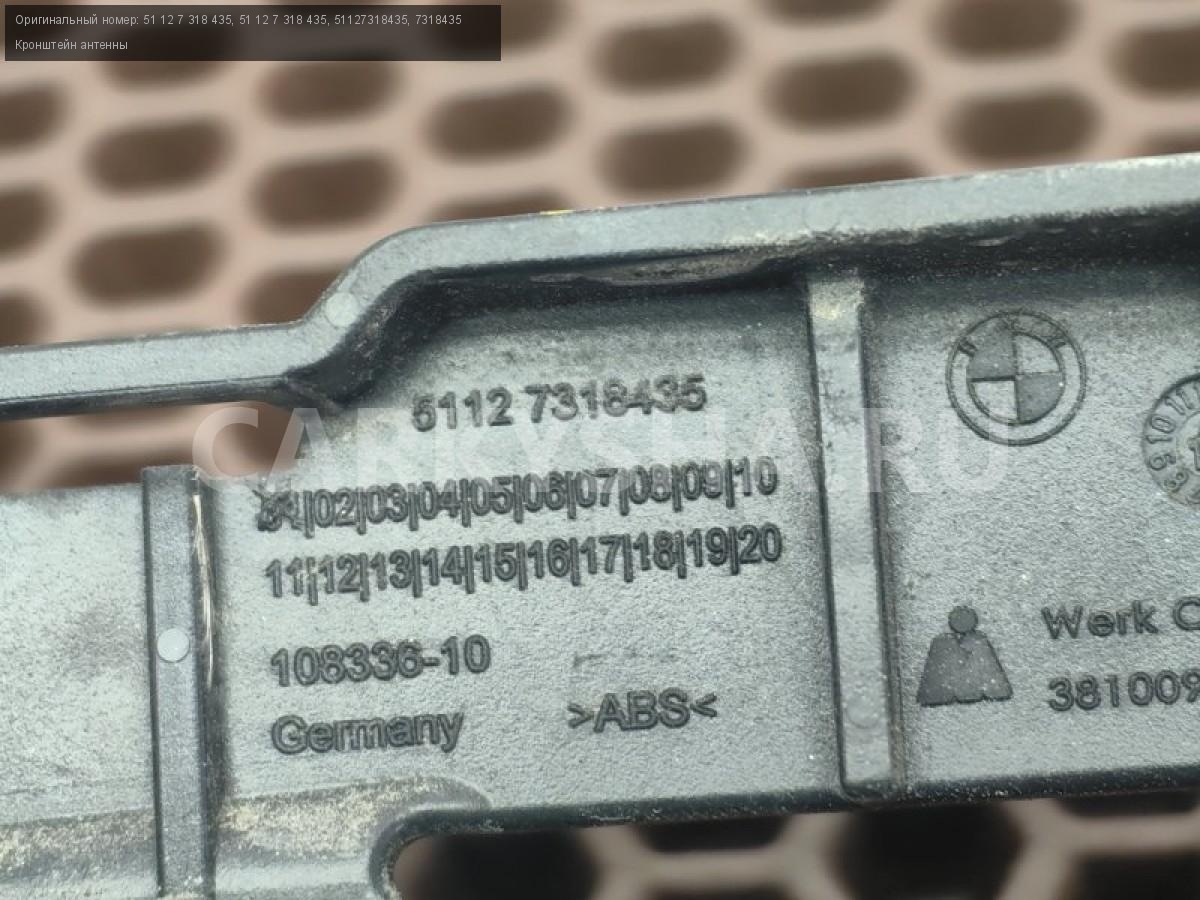 Оригинальный номер: 51 12 7 318 435, 51 12 7 318 435, 51127318435, 7318435
Кронштейн антенны
5112 7318435
CARKYSHA.RU
|02|03|04|05|06|07|08|09|10
11|12|13|14|15|16|17|18|19|20
108336-10
Germany
>ABS<
Werk
381009